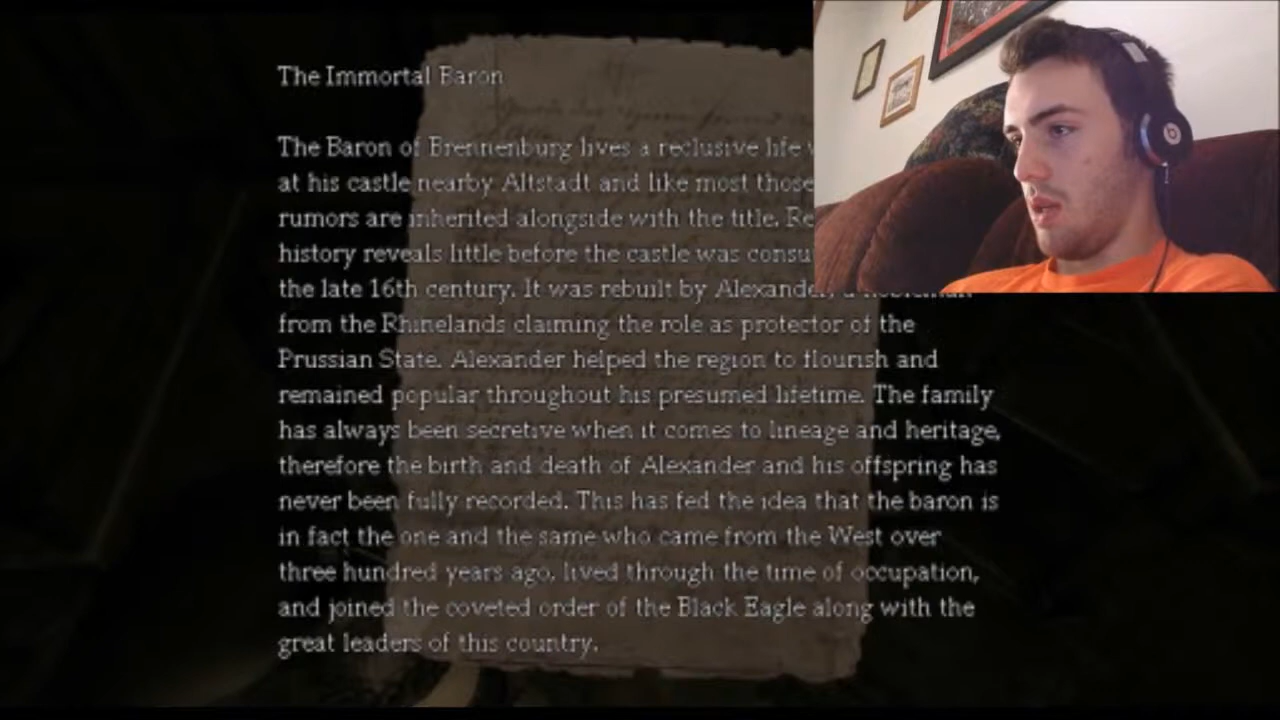 The Immortal Baron
The Baron of Brennenburg lives a reclusive life
at his castle nearby Altstadt and like most those
rumors are inherited alongside with the title.
history reveals little before the castle was
the late 16th century. It was rebuilt by Alexander, a nobleman
from the Rhinelands claiming the role as protector of the
Prussian State. Alexander helped the region to flourish and
remained popular throughout his presumed lifetime. The family
has always been secretive when it comes to lineage and heritage,
therefore the birth and death of Alexander and his offspring has
never been fully recorded. This has fed the idea that the baron is
in fact the one and the same who came from the West over
three hundred years ago, lived through the time of occupation,
and joined the coveted order of the Black Eagle along with the
great leaders of this country.